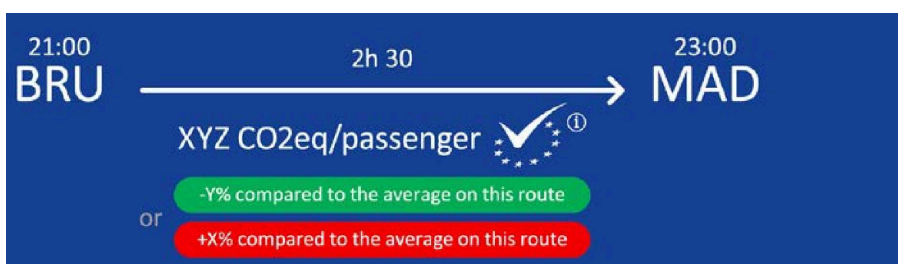 21:00
BRU
2h 30
23:00
MAD
XYZ CO2eq/passenger ⓘ
-Y% compared to the average on this route
or
+X% compared to the average on this route